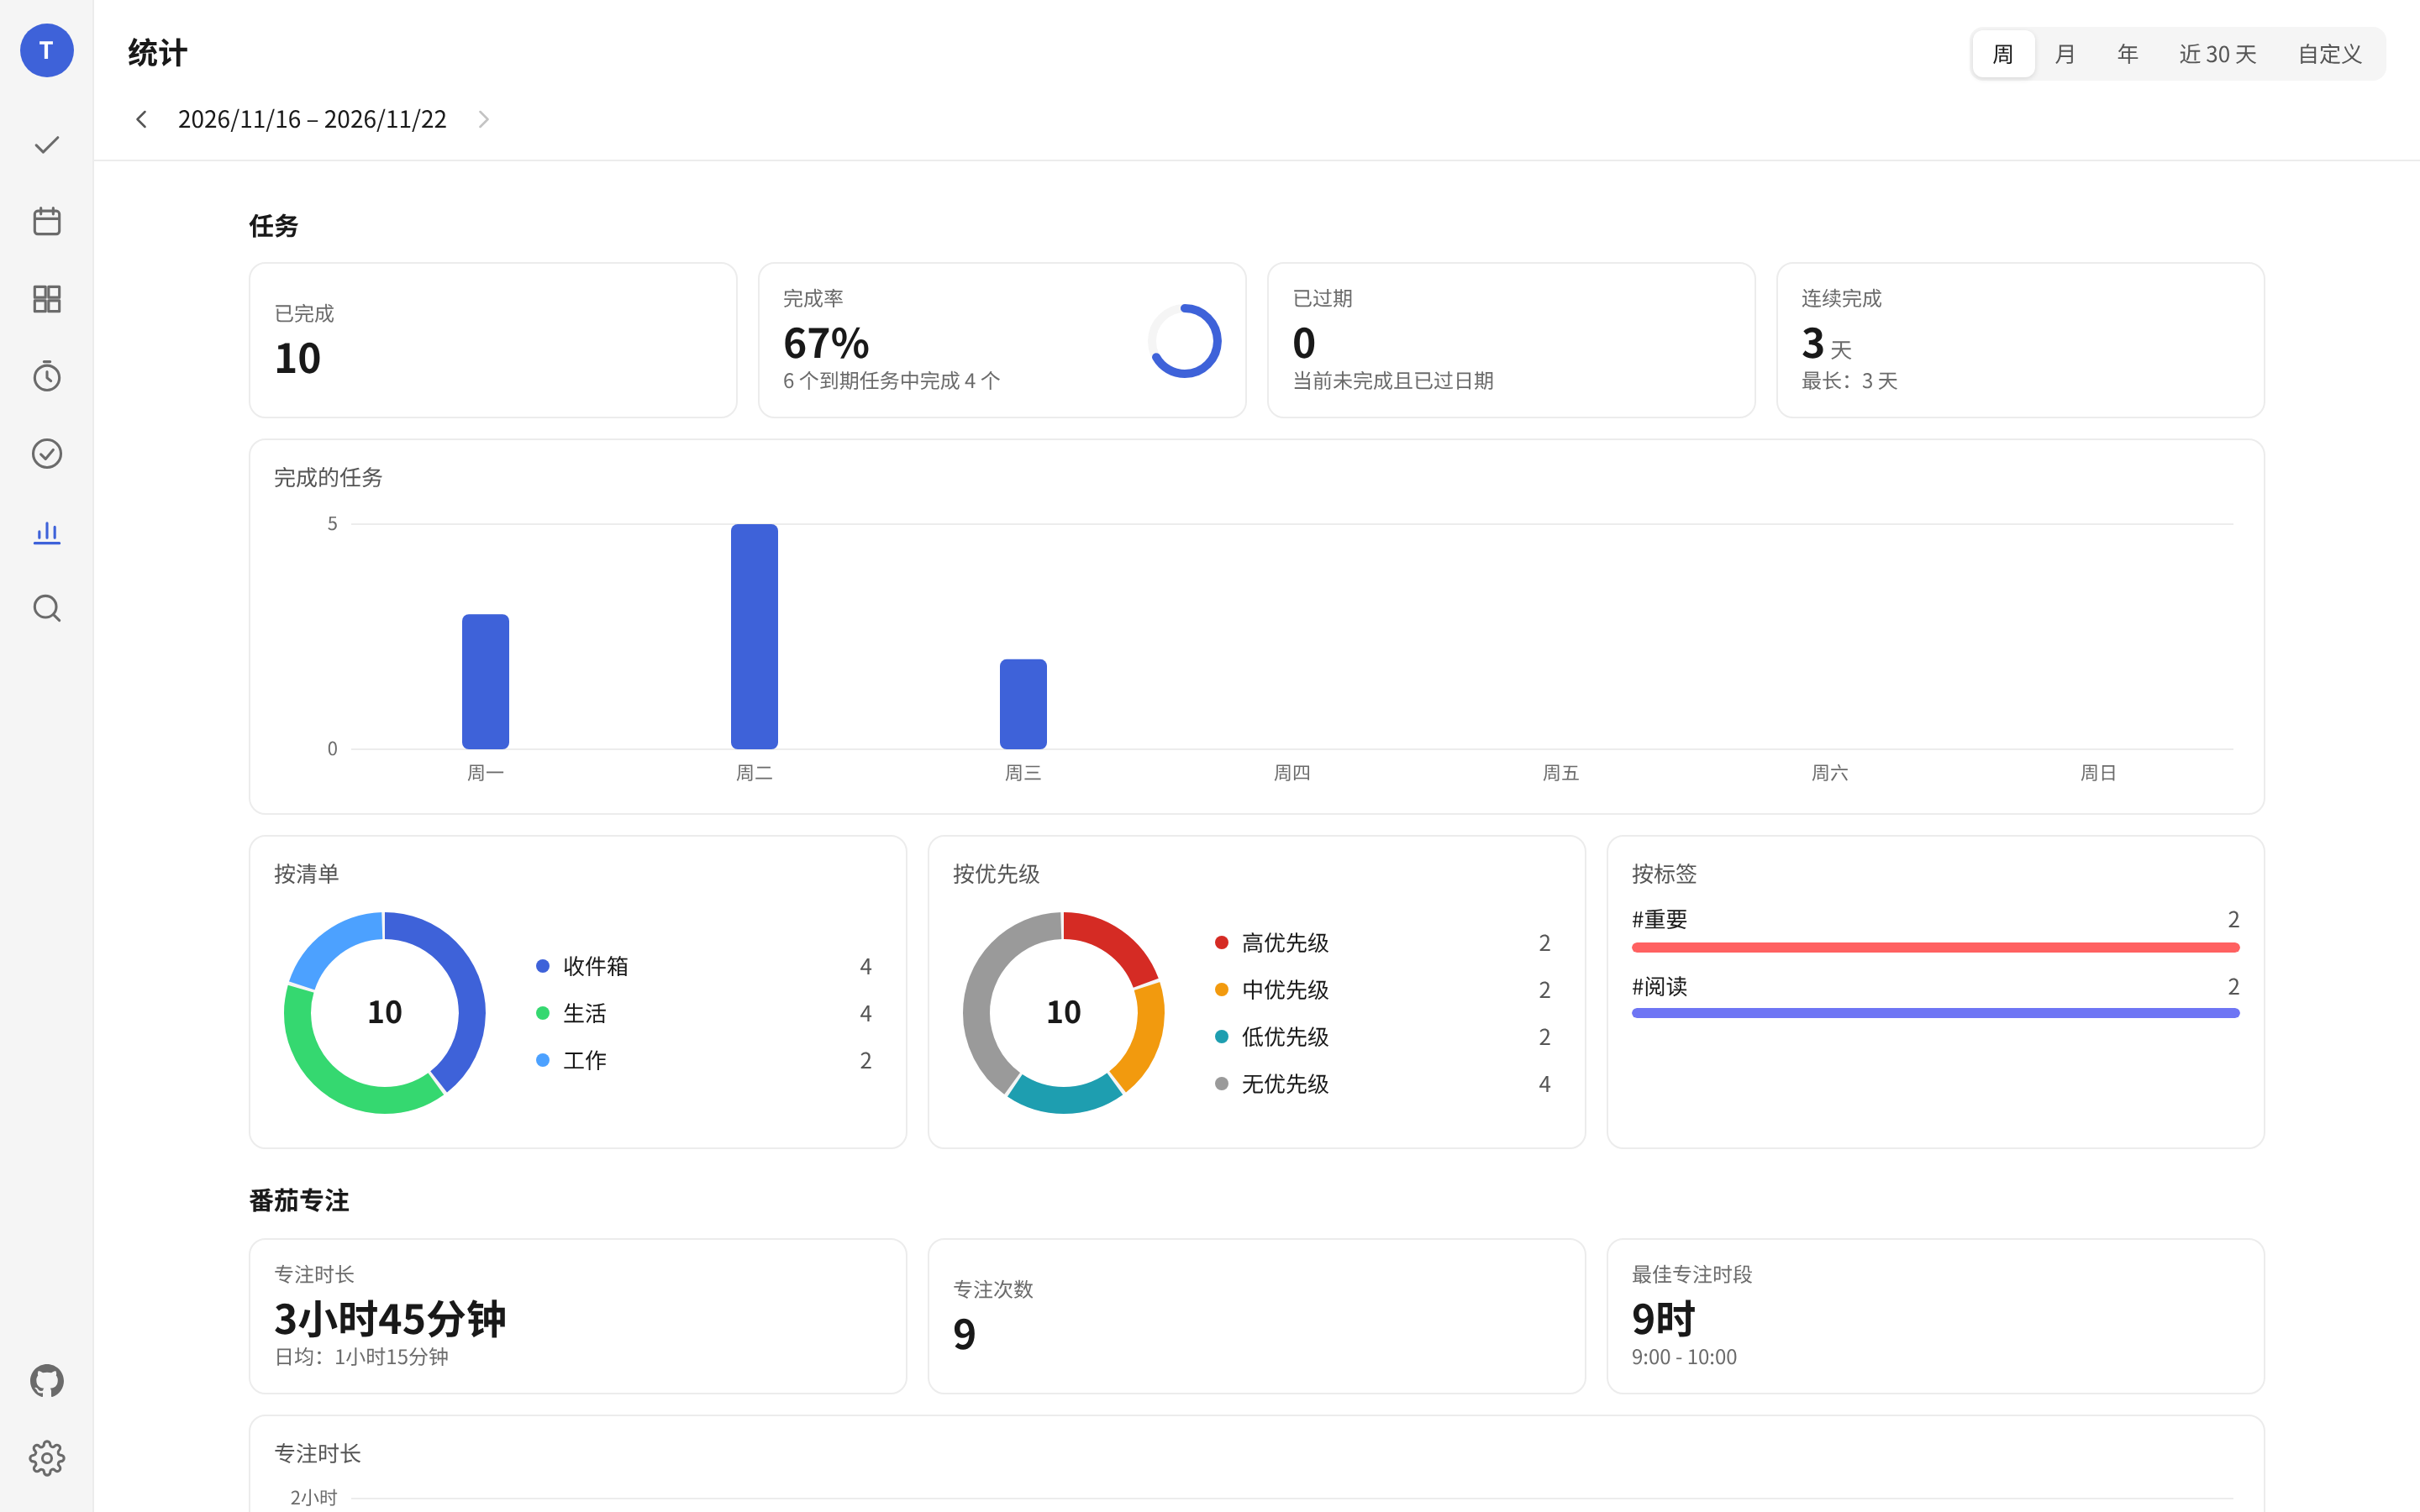 T
统计
周 月 年 近 30 天 自定义
2026/11/16 – 2026/11/22
任务
已完成
10
完成率
67%
6 个到期任务中完成 4 个
已过期
0
当前未完成且已过日期
连续完成
3 天
最长：3 天
完成的任务
5
0
周一 周二 周三 周四 周五 周六 周日
按清单
10
收件箱 4
生活 4
工作 2
按优先级
10
高优先级 2
中优先级 2
低优先级 2
无优先级 4
按标签
#重要 2
#阅读 2
番茄专注
专注时长
3小时45分钟
日均：1小时15分钟
专注次数
9
最佳专注时段
9时
9:00 - 10:00
专注时长
2小时